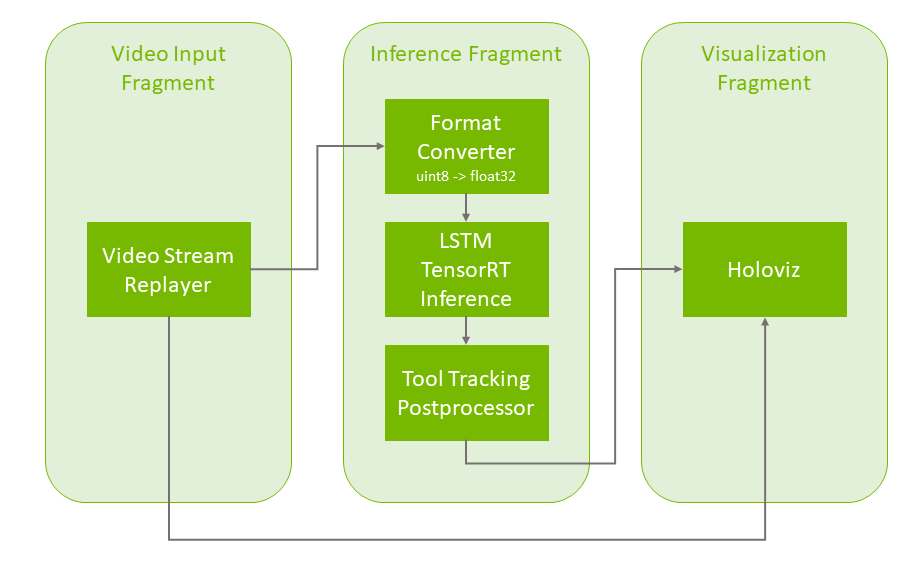 Video Input
Fragment
Video Stream
Replayer
Inference Fragment
Format
Converter
uint8 -> float32
LSTM
TensorRT
Inference
Tool Tracking
Postprocessor
Visualization
Fragment
Holoviz